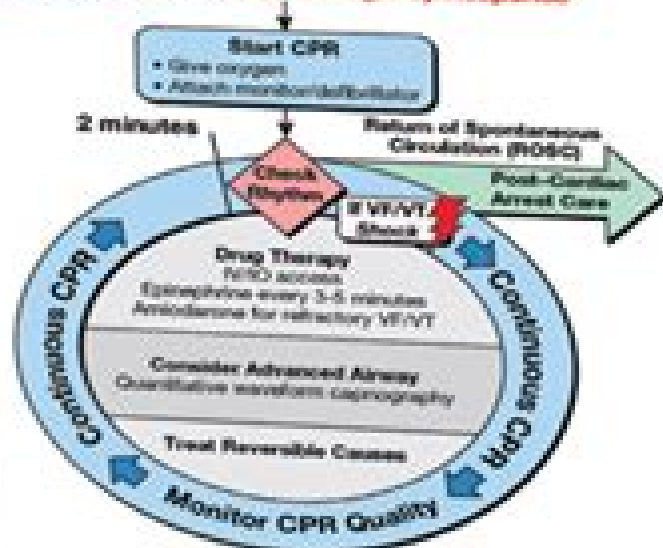 Start CPR
• Give oxygen
• Attach monitor/defibrillator
2 minutes
Return of Spontaneous
Circulation (ROSC)
Check
Rhythm
Post-Cardiac
Arrest Care
If VF/VT
Shock
Drug Therapy
IV/IO access
Epinephrine every 3-5 minutes
Amiodarone for refractory VF/VT
Consider Advanced Airway
Quantitative waveform capnography
Treat Reversible Causes
Continuous CPR
Continuous CPR
Monitor CPR Quality